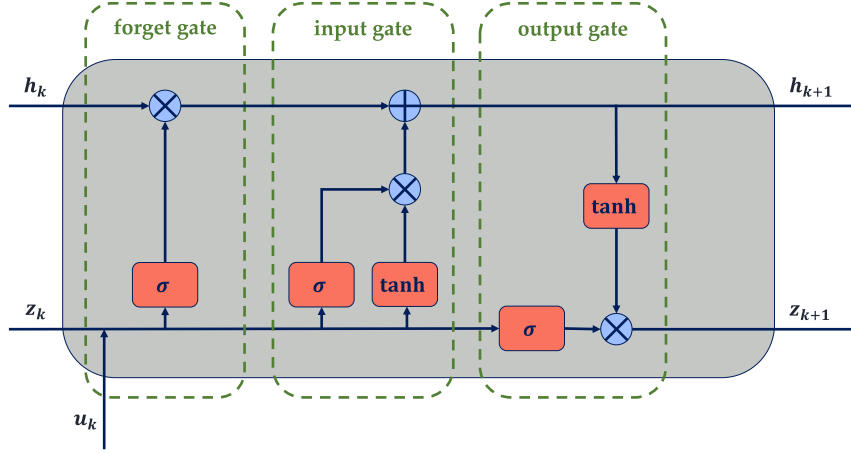 forget gate
input gate
output gate
h_k
h_{k+1}
tanh
σ
σ
tanh
z_k
σ
z_{k+1}
u_k